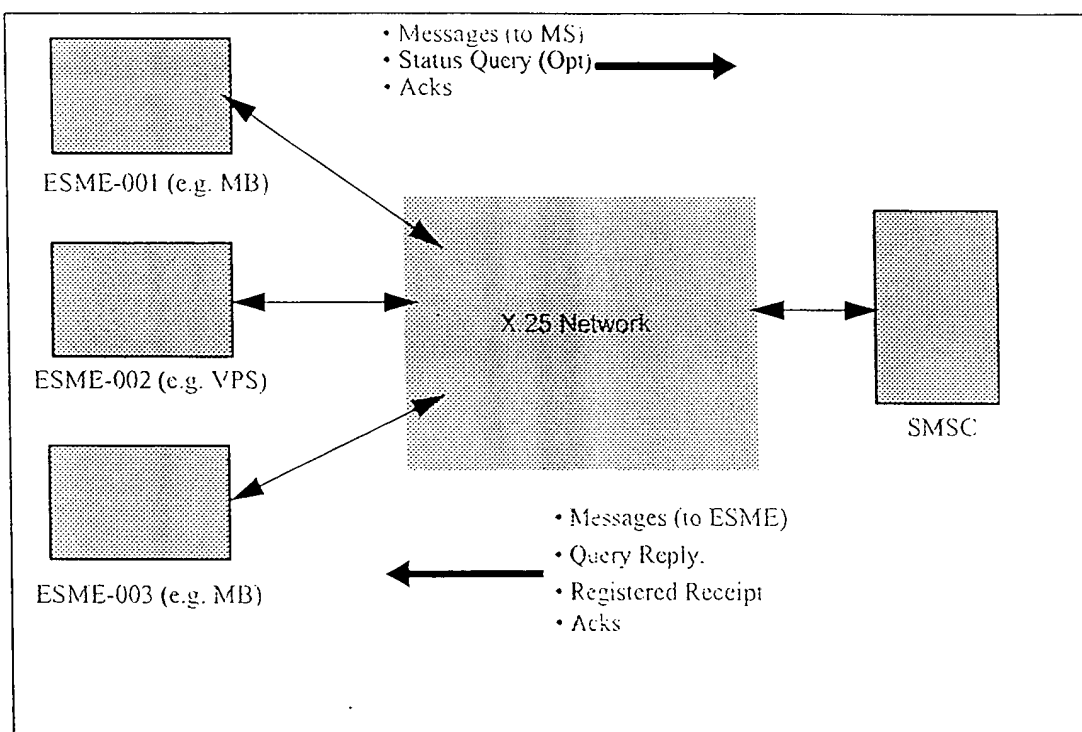 • Messages (to MS)
• Status Query (Opt)
• Acks
ESME-001 (e.g. MB)
ESME-002 (e.g. VPS)
X.25 Network
SMSC
ESME-003 (e.g. MB)
• Messages (to ESME)
• Query Reply.
• Registered Receipt
• Acks